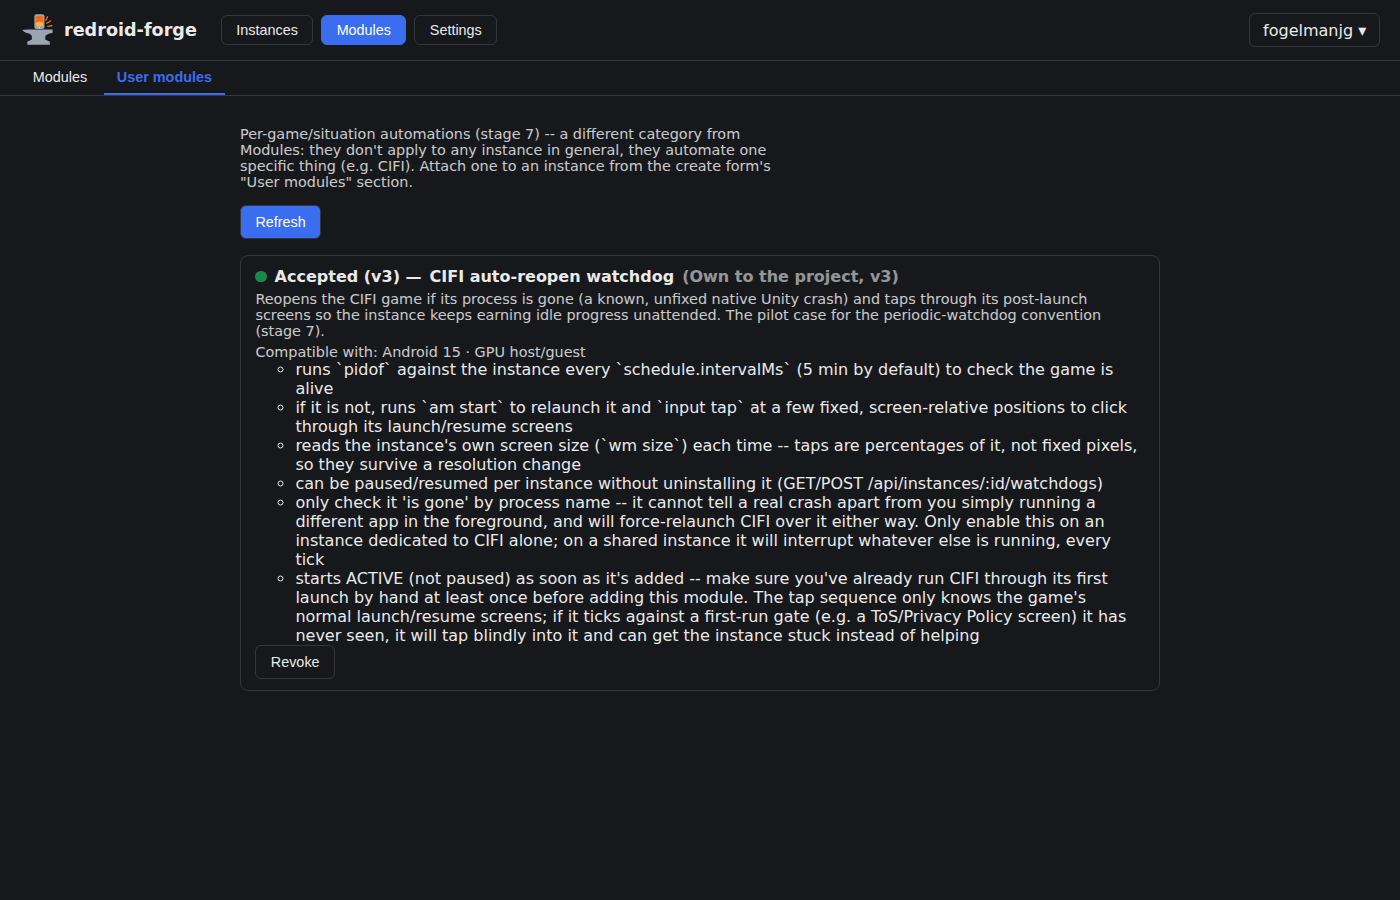 redroid-forge
Instances
Modules
Settings
fogelmanjg ▾
Modules
User modules
Per-game/situation automations (stage 7) -- a different category from
Modules: they don't apply to any instance in general, they automate one
specific thing (e.g. CIFI). Attach one to an instance from the create form's
"User modules" section.
Refresh
Accepted (v3) — CIFI auto-reopen watchdog (Own to the project, v3)
Reopens the CIFI game if its process is gone (a known, unfixed native Unity crash) and taps through its post-launch
screens so the instance keeps earning idle progress unattended. The pilot case for the periodic-watchdog convention
(stage 7).
Compatible with: Android 15 · GPU host/guest
runs `pidof` against the instance every `schedule.intervalMs` (5 min by default) to check the game is
alive
if it is not, runs `am start` to relaunch it and `input tap` at a few fixed, screen-relative positions to click
through its launch/resume screens
reads the instance's own screen size (`wm size`) each time -- taps are percentages of it, not fixed pixels,
so they survive a resolution change
can be paused/resumed per instance without uninstalling it (GET/POST /api/instances/:id/watchdogs)
only check it 'is gone' by process name -- it cannot tell a real crash apart from you simply running a
different app in the foreground, and will force-relaunch CIFI over it either way. Only enable this on an
instance dedicated to CIFI alone; on a shared instance it will interrupt whatever else is running, every
tick
starts ACTIVE (not paused) as soon as it's added -- make sure you've already run CIFI through its first
launch by hand at least once before adding this module. The tap sequence only knows the game's
normal launch/resume screens; if it ticks against a first-run gate (e.g. a ToS/Privacy Policy screen) it has
never seen, it will tap blindly into it and can get the instance stuck instead of helping
Revoke